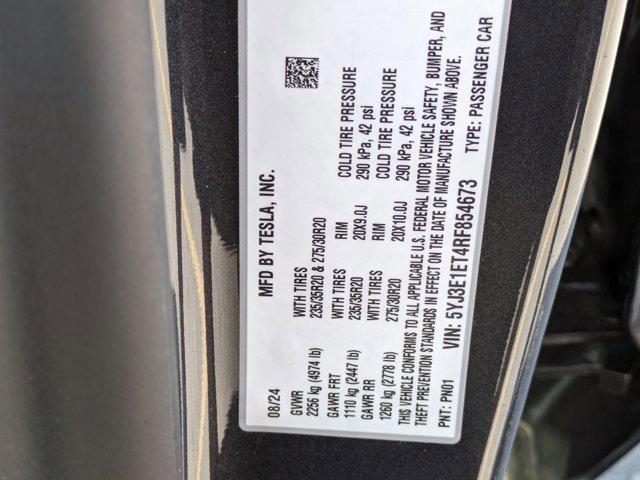 MFD BY TESLA, INC.
08/24
GVWR
2256 kg (4974 lb)
WITH TIRES
235/35R20 & 275/30R20
GAWR FRT
1110 kg (2447 lb)
WITH TIRES
235/35R20
RIM
20X9.0J
COLD TIRE PRESSURE
290 kPa, 42 psi
GAWR RR
1260 kg (2778 lb)
WITH TIRES
275/30R20
RIM
20X10.0J
COLD TIRE PRESSURE
290 kPa, 42 psi
THIS VEHICLE CONFORMS TO ALL APPLICABLE U.S. FEDERAL MOTOR VEHICLE SAFETY, BUMPER, AND
THEFT PREVENTION STANDARDS IN EFFECT ON THE DATE OF MANUFACTURE SHOWN ABOVE.
PNT: PN01 VIN: 5YJ3E1ET4RF854673 TYPE: PASSENGER CAR